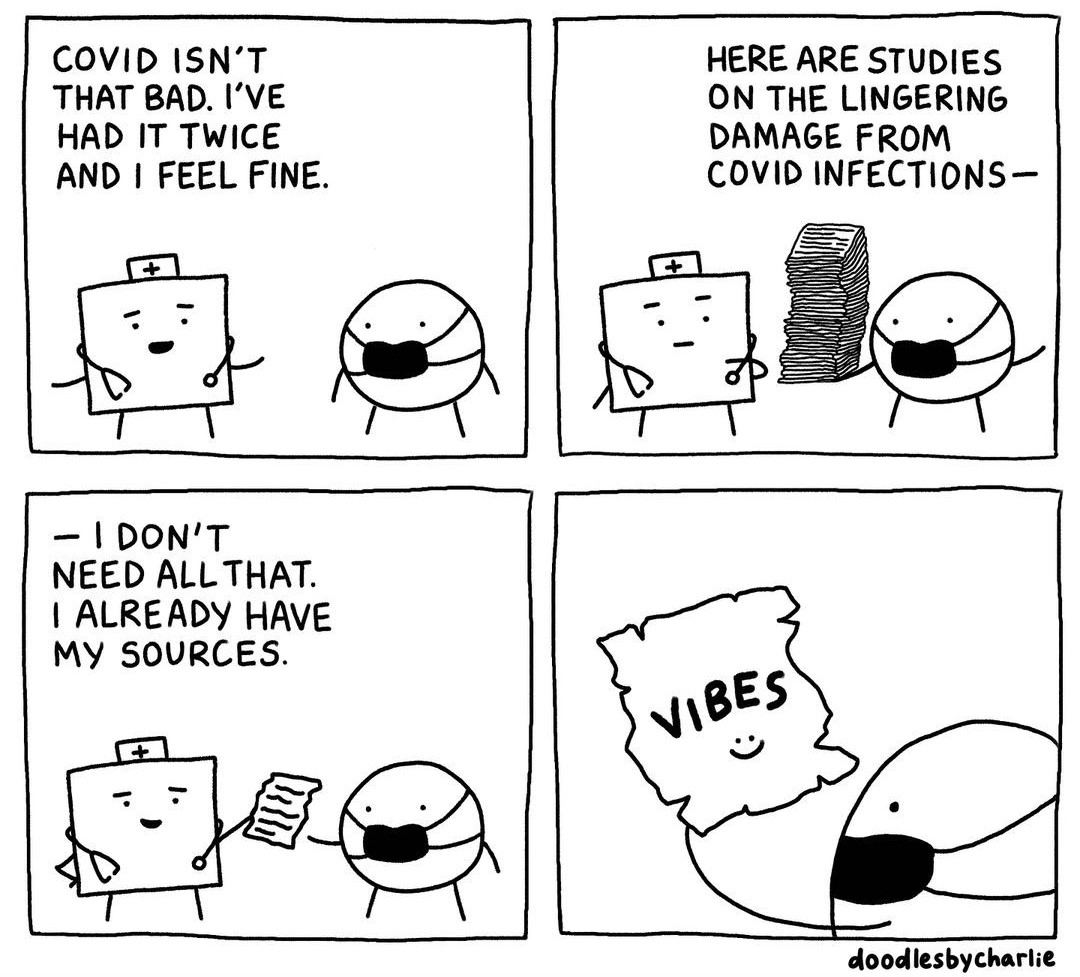 COVID ISN'T
THAT BAD. I'VE
HAD IT TWICE
AND I FEEL FINE.
HERE ARE STUDIES
ON THE LINGERING
DAMAGE FROM
COVID INFECTIONS—
— I DON'T
NEED ALL THAT.
I ALREADY HAVE
MY SOURCES.
VIBES
doodlesbycharlie